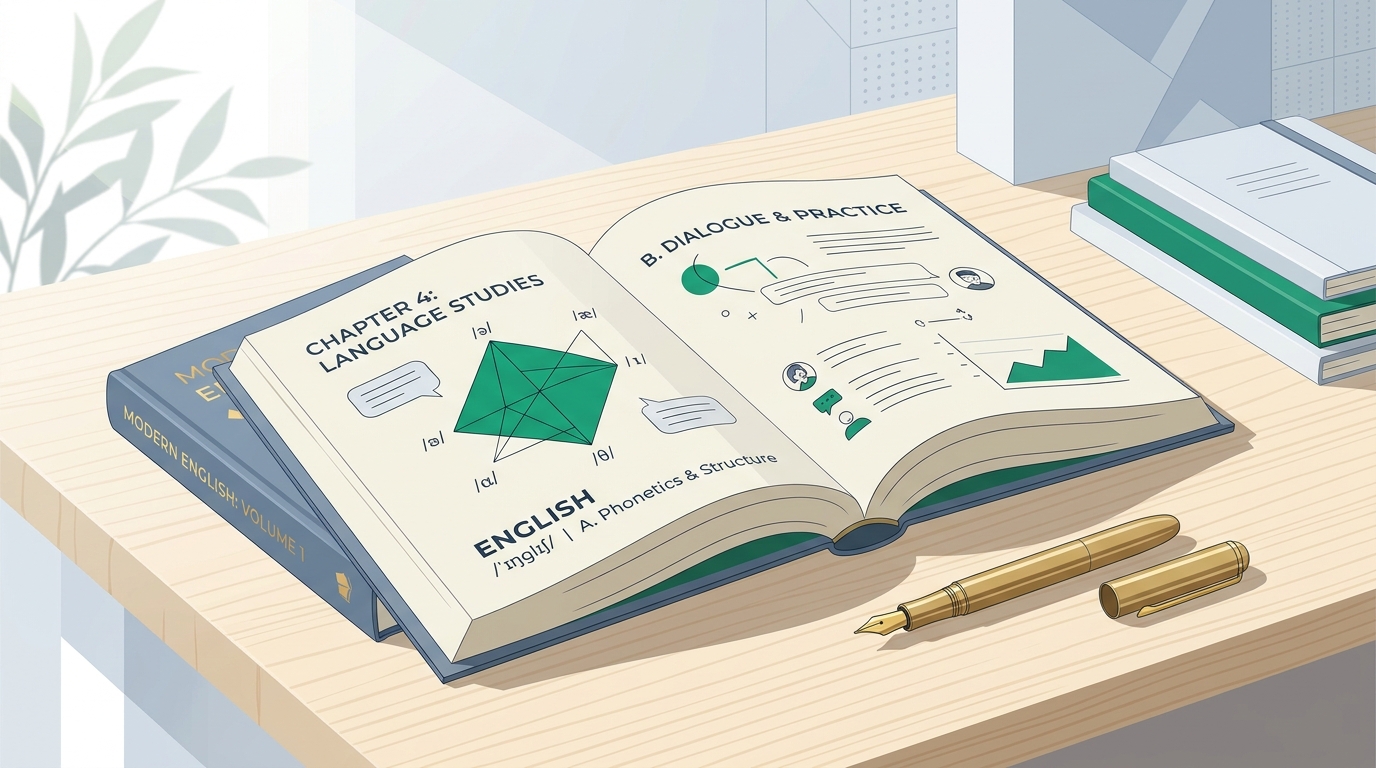 CHAPTER 4:
LANGUAGE STUDIES
/ə/
/æ/
/ɪ/
/ɑ/
/θ/
ENGLISH
/ˈɪŋglɪʃ/ | A. Phonetics & Structure
B. DIALOGUE & PRACTICE
MODERN ENGLISH: VOLUME 1